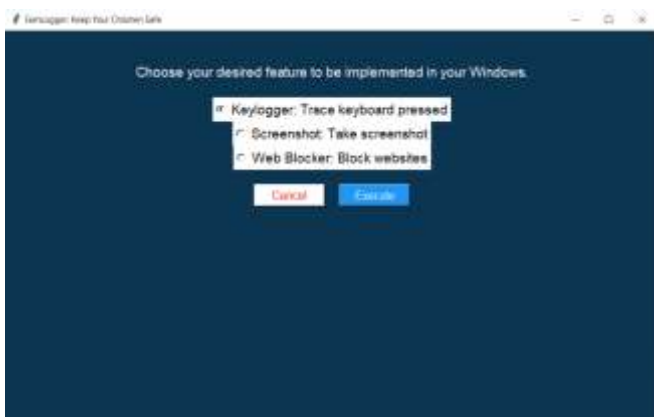 Keep Your Children Safe
Choose your desired feature to be implemented in your Windows.
Keylogger: Trace keyboard pressed
Screenshot: Take screenshot
Web Blocker: Block websites
Cancel
Execute